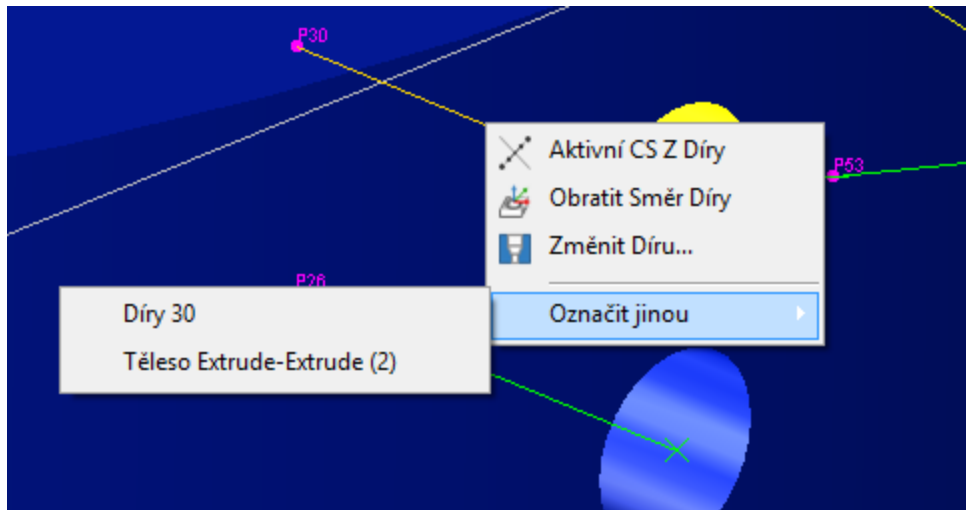 P30
Aktivní CS Z Díry
P53
Obratit Směr Díry
Změnit Díru...
P26
Díry 30
Označit jinou
Těleso Extrude-Extrude (2)